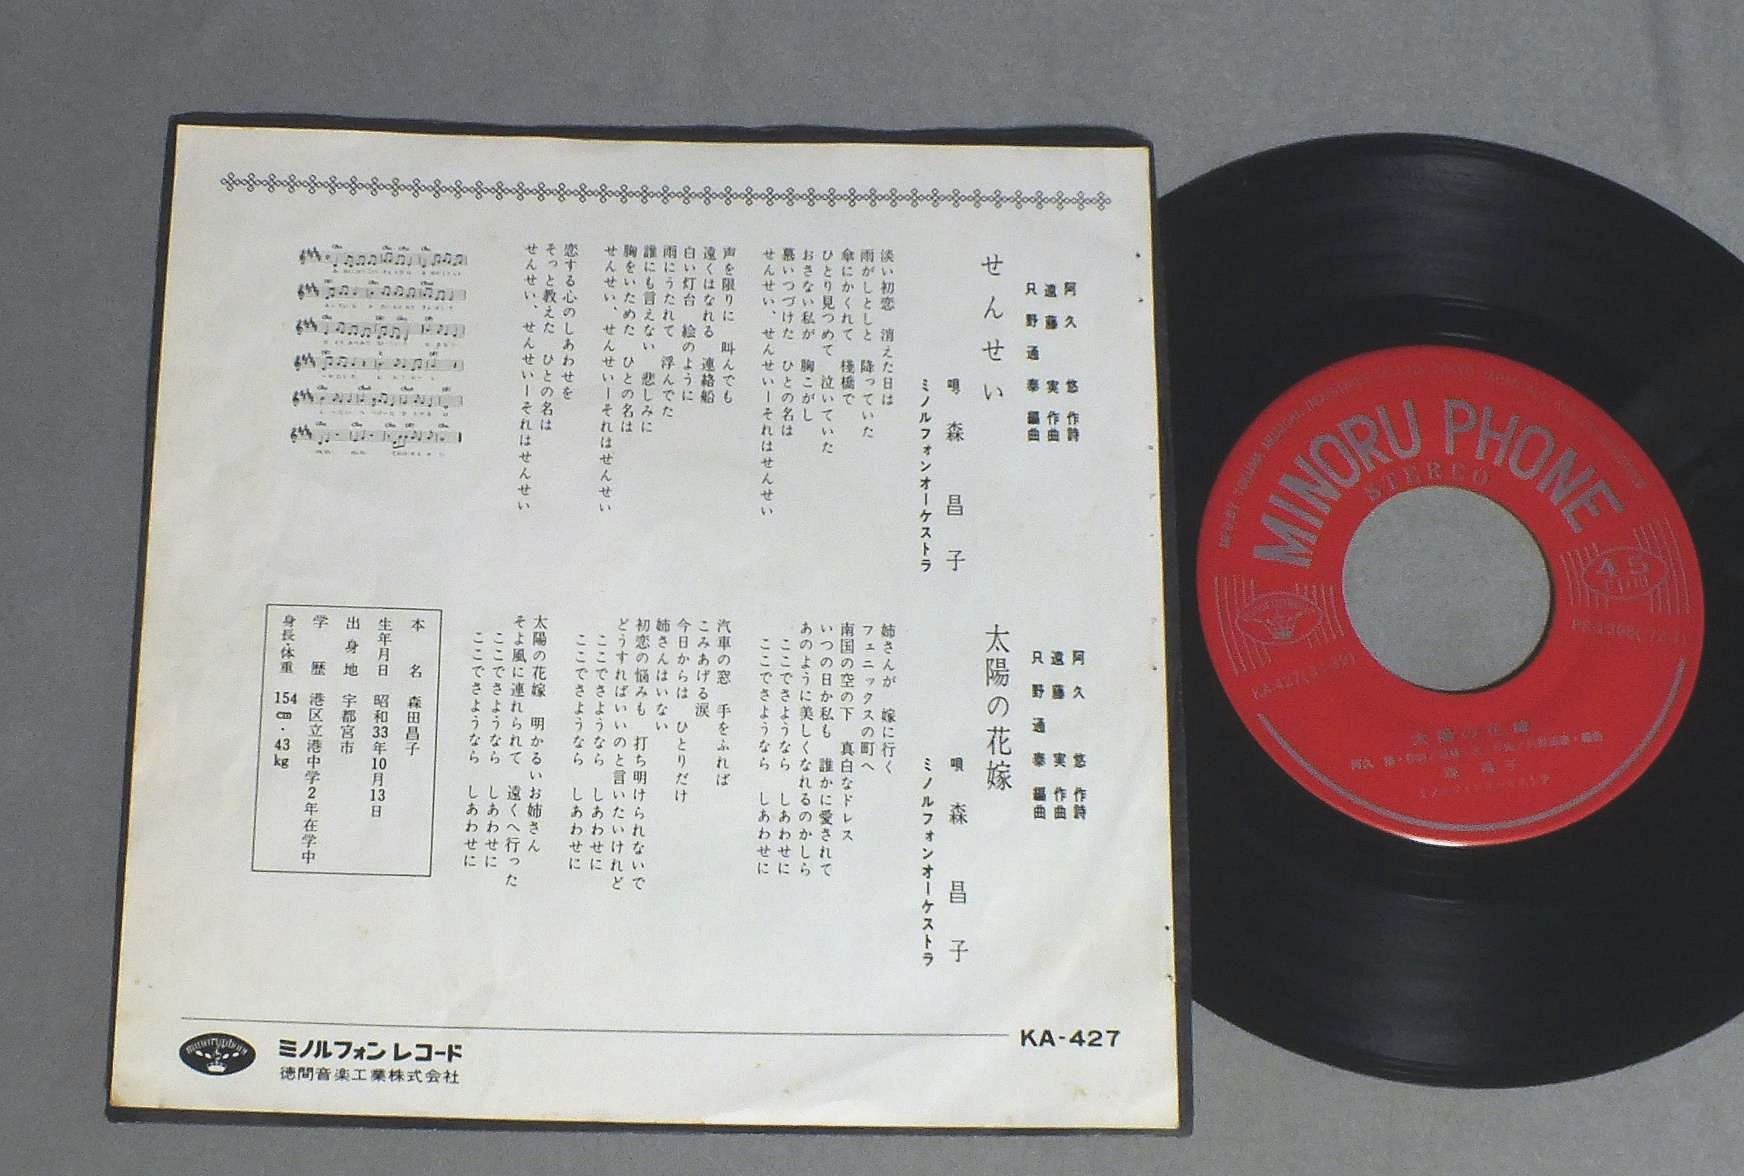 せんせい
阿久 悠 作詩
遠藤 実 作曲
只野 通泰 編曲
唄 森 昌子
ミノルフォンオーケストラ
淡い初恋 消えた日は
雨がしとしと 降っていた
傘にかくれて 桟橋で
ひとり見つめて 泣いていた
おさない私が 胸こがし
慕いつづけた ひとの名は
せんせい、せんせいーそれはせんせい
声を限りに 叫んでも
遠くはなれる 連絡船
白い灯台 絵のように
雨にうたれて 浮んでた
誰にも言えない 悲しみに
胸をいためた ひとの名は
せんせい、せんせいーそれはせんせい
恋する心のしあわせを
そっと教えた ひとの名は
せんせい、せんせいーそれはせんせい
太陽の花嫁
阿久 悠 作詩
遠藤 実 作曲
只野 通泰 編曲
唄 森 昌子
ミノルフォンオーケストラ
姉さんが 嫁に行く
フェニックスの町へ
南国の空の下 真白なドレス
いつの日か私も 誰かに愛されて
あのように美しくなれるのかしら
ここでさようなら しあわせに
ここでさようなら しあわせに
汽車の窓 手をふれば
こみあげる涙
今日からは ひとりだけ
姉さんはいない
初恋の悩みも 打ち明けられないで
どうすればいいのと言いたいけれど
ここでさようなら しあわせに
ここでさようなら しあわせに
太陽の花嫁 明かるいお姉さん
そよ風に連れられて 遠くへ行った
ここでさようなら しあわせに
ここでさようなら しあわせに
本名 森田昌子
生年月日 昭和33年10月13日
出身地 宇都宮市
学歴 港区立港中学2年在学中
身長・体重 154cm・43kg
minoruphone
ミノルフォンレコード
徳間音楽工業株式会社
KA-427
MINORU PHONE
STEREO
45
太陽の花嫁
森 昌子